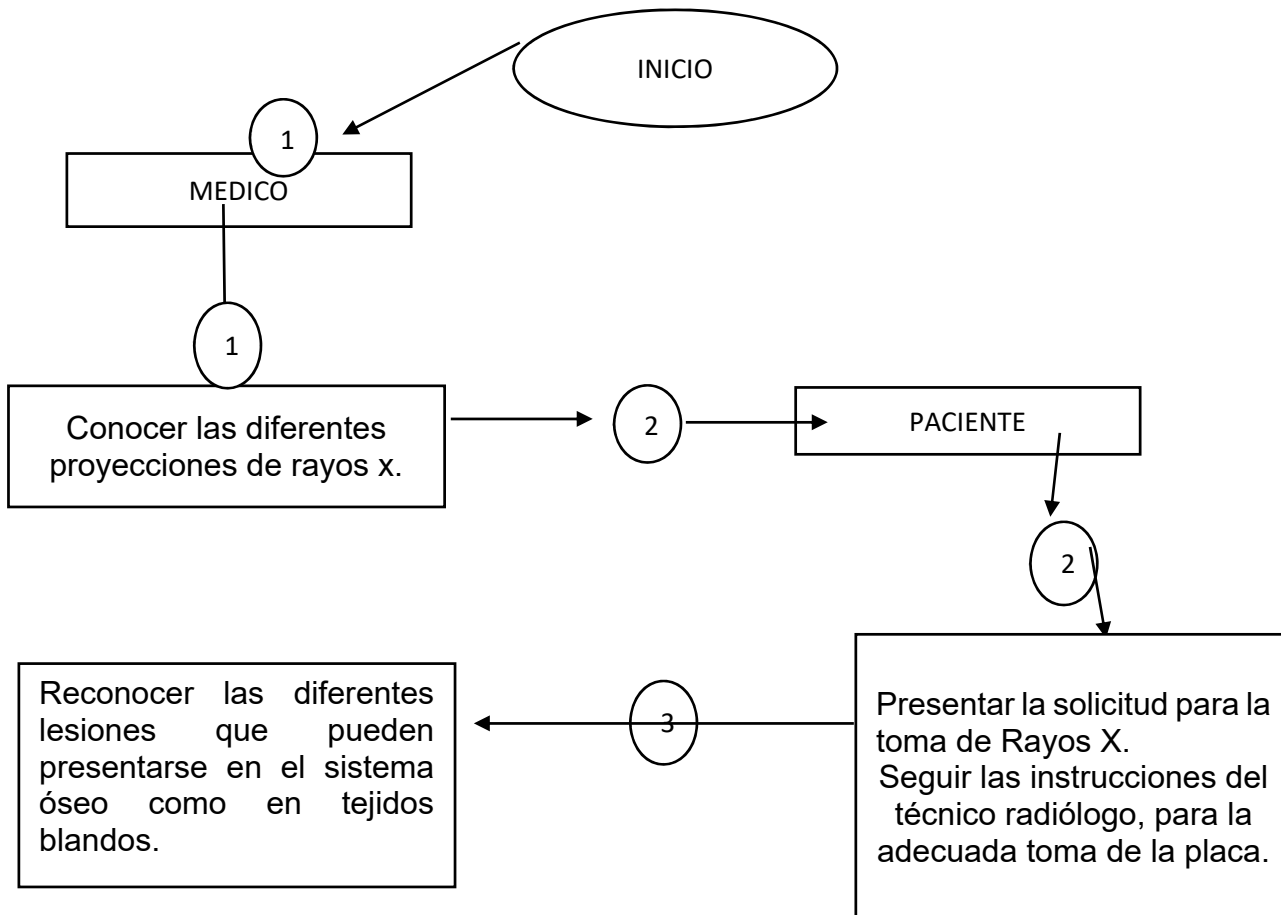 INICIO
1
MEDICO
1
Conocer las diferentes
proyecciones de rayos x.
2
PACIENTE
2
Presentar la solicitud para la
toma de Rayos X.
Seguir las instrucciones del
técnico radiólogo, para la
adecuada toma de la placa.
3
Reconocer las diferentes
lesiones que pueden
presentarse en el sistema
óseo como en tejidos
blandos.